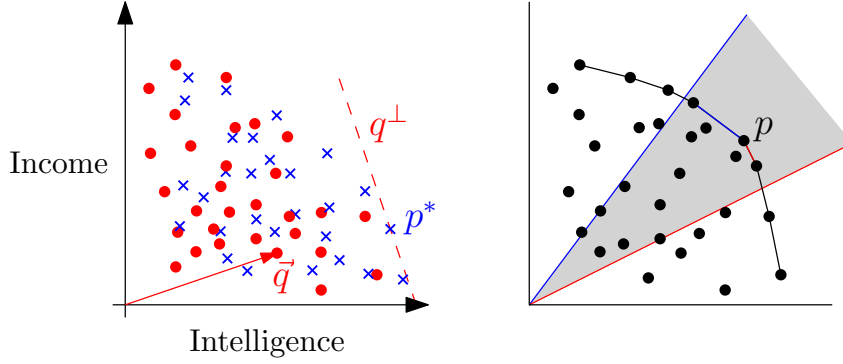 q⊥
p
Income
p*
q⃗
Intelligence